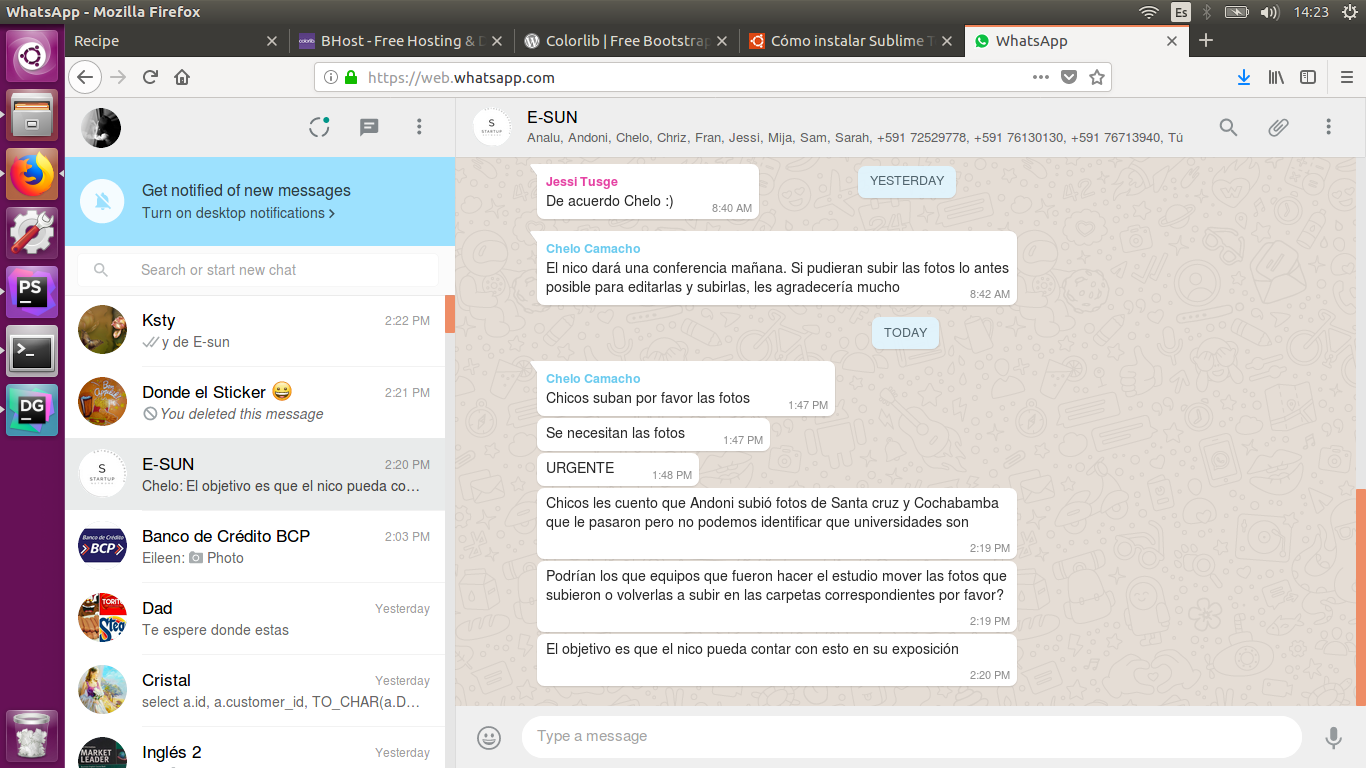 WhatsApp - Mozilla Firefox
Es
14:23
Recipe
BHost - Free Hosting & D
Colorlib | Free Bootstrap
Cómo instalar Sublime T
WhatsApp
https://web.whatsapp.com
PS
DG
Get notified of new messages
Turn on desktop notifications
Search or start new chat
Ksty
2:22 PM
y de E-sun
Donde el Sticker 😀
2:21 PM
You deleted this message
S
STARTUP
E-SUN
2:20 PM
Chelo: El objetivo es que el nico pueda co…
Banco de Crédito
BCP
Banco de Crédito BCP
2:03 PM
Eileen: Photo
Dad
Yesterday
Te espere donde estas
Cristal
Yesterday
select a.id, a.customer_id, TO_CHAR(a.D…
MARKET
LEADER
Inglés 2
Yesterday
S
STARTUP
E-SUN
Analu, Andoni, Chelo, Chriz, Fran, Jessi, Mija, Sam, Sarah, +591 72529778, +591 76130130, +591 76713940, Tú
YESTERDAY
Jessi Tusge
De acuerdo Chelo :)
8:40 AM
Chelo Camacho
El nico dará una conferencia mañana. Si pudieran subir las fotos lo antes
posible para editarlas y subirlas, les agradecería mucho
8:42 AM
TODAY
Chelo Camacho
Chicos suban por favor las fotos
1:47 PM
Se necesitan las fotos
1:47 PM
URGENTE
1:48 PM
Chicos les cuento que Andoni subió fotos de Santa cruz y Cochabamba
que le pasaron pero no podemos identificar que universidades son
2:19 PM
Podrían los que equipos que fueron hacer el estudio mover las fotos que
subieron o volverlas a subir en las carpetas correspondientes por favor?
2:19 PM
El objetivo es que el nico pueda contar con esto en su exposición
2:20 PM
Type a message